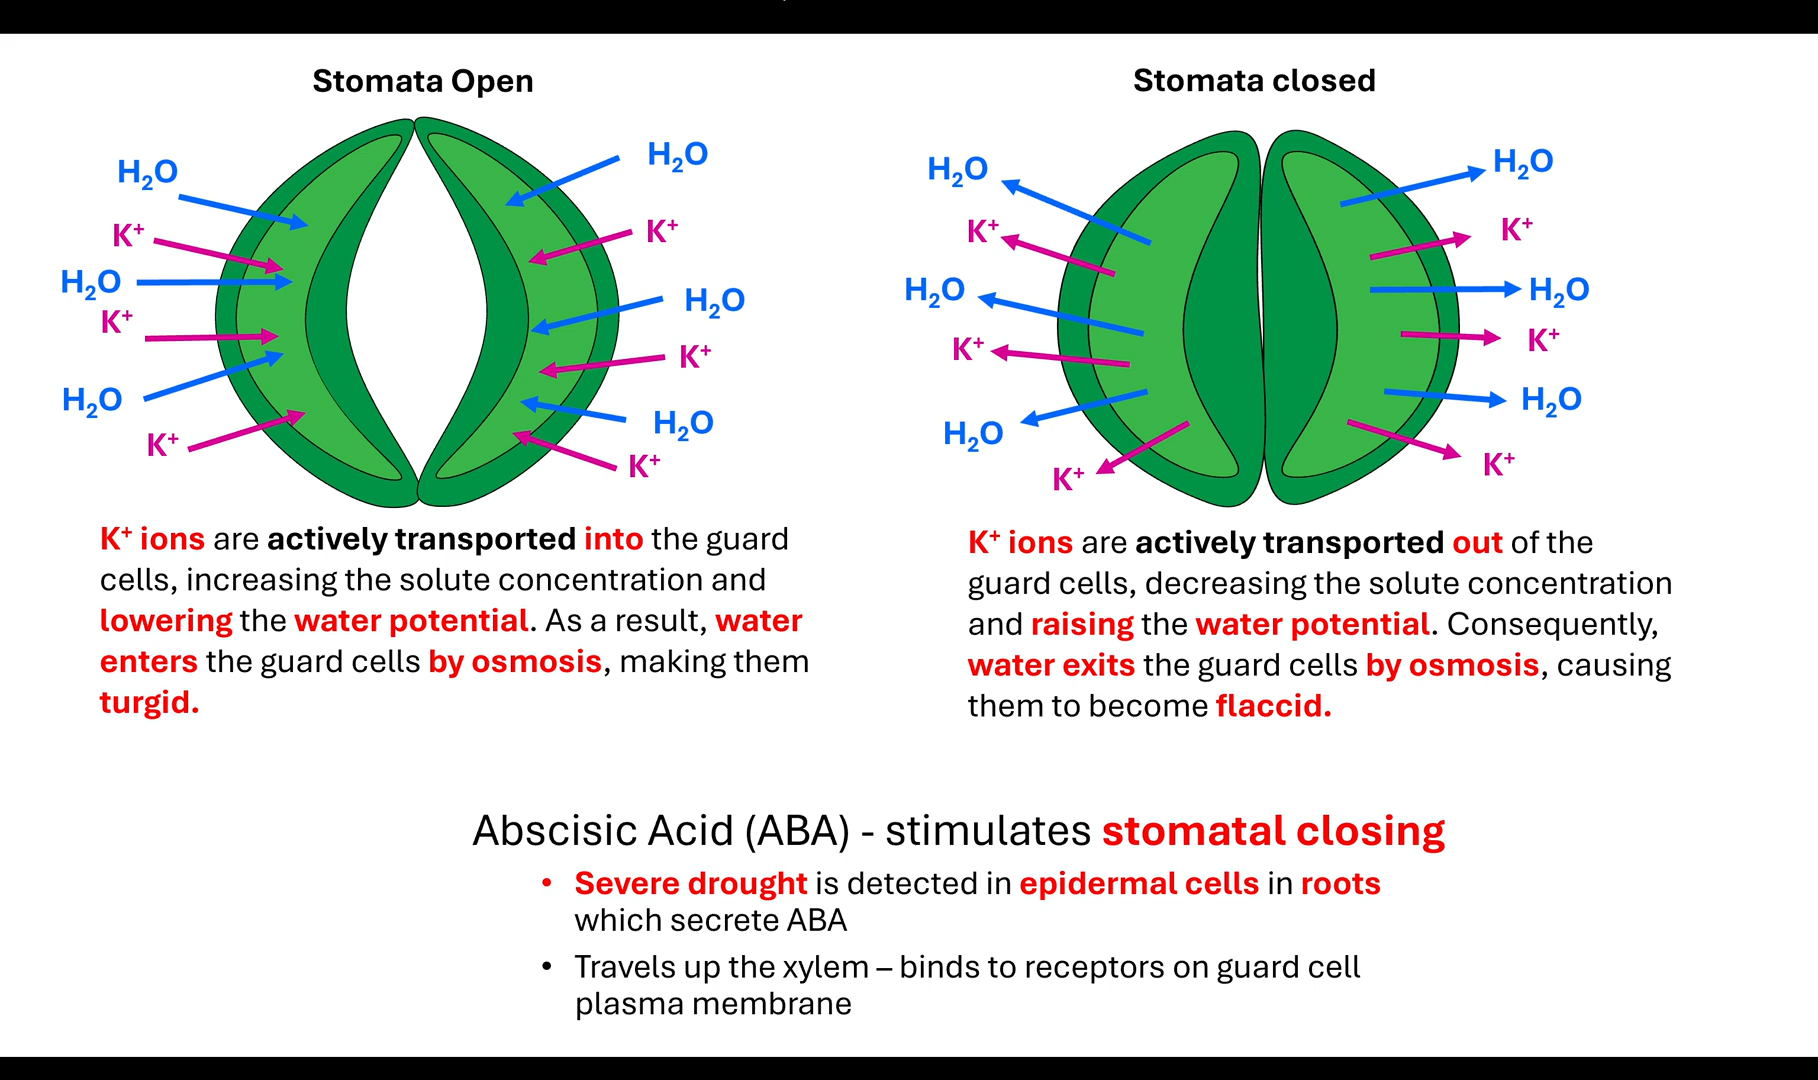 Stomata Open
H₂O
K⁺
H₂O
K⁺
H₂O
K⁺
H₂O
K⁺
H₂O
K⁺
H₂O
K⁺
K⁺ ions are actively transported into the guard
cells, increasing the solute concentration and
lowering the water potential. As a result, water
enters the guard cells by osmosis, making them
turgid.
Stomata closed
H₂O
K⁺
H₂O
K⁺
H₂O
K⁺
H₂O
K⁺
H₂O
K⁺
H₂O
K⁺
K⁺ ions are actively transported out of the
guard cells, decreasing the solute concentration
and raising the water potential. Consequently,
water exits the guard cells by osmosis, causing
them to become flaccid.
Abscisic Acid (ABA) - stimulates stomatal closing
• Severe drought is detected in epidermal cells in roots
which secrete ABA
• Travels up the xylem – binds to receptors on guard cell
plasma membrane